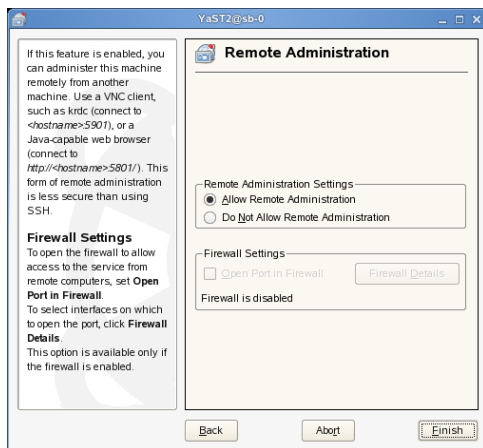 YaST2@sb-0
If this feature is enabled, you
can administer this machine
remotely from another
machine. Use a VNC client,
such as krdc (connect to
<hostname>:5901), or a
Java-capable web browser
(connect to
http://<hostname>:5801/). This
form of remote administration
is less secure than using
SSH.
Firewall Settings
To open the firewall to allow
access to the service from
remote computers, set Open
Port in Firewall.
To select interfaces on which
to open the port, click Firewall
Details.
This option is available only if
the firewall is enabled.
Remote Administration
Remote Administration Settings
Allow Remote Administration
Do Not Allow Remote Administration
Firewall Settings
Open Port in Firewall
Firewall Details
Firewall is disabled
Back
Abort
Finish